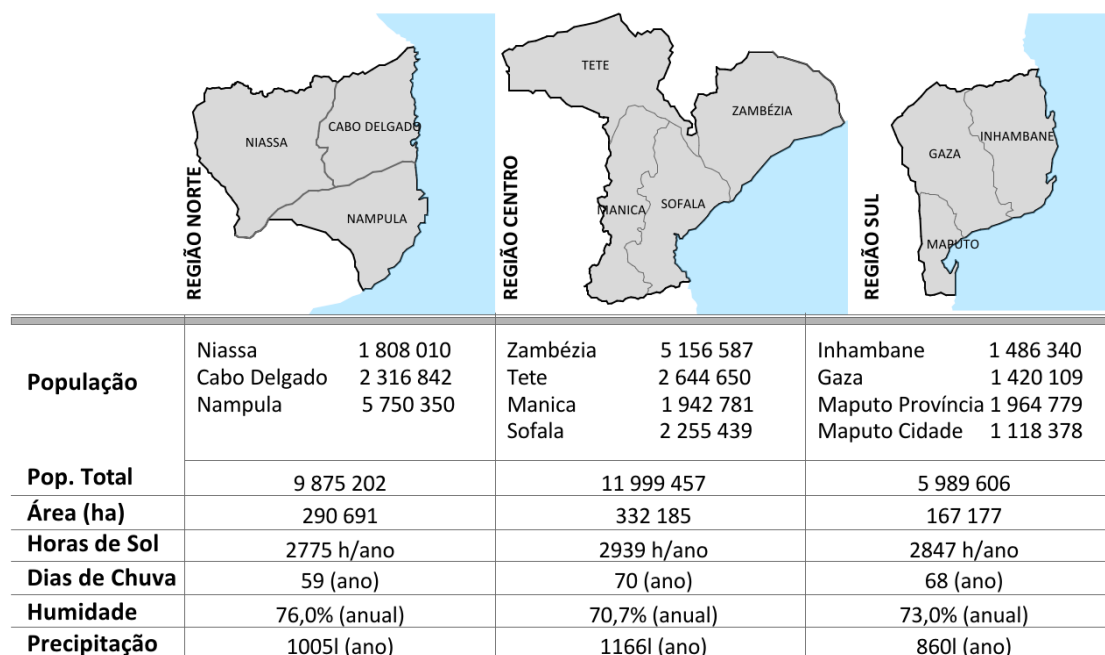 REGIÃO NORTE
NIASSA
CABO DELGADO
NAMPULA
REGIÃO CENTRO
TETE
ZAMBÉZIA
MANICA
SOFALA
REGIÃO SUL
GAZA
INHAMBANE
MAPUTO
População
Niassa 1 808 010
Cabo Delgado 2 316 842
Nampula 5 750 350
Zambézia 5 156 587
Tete 2 644 650
Manica 1 942 781
Sofala 2 255 439
Inhambane 1 486 340
Gaza 1 420 109
Maputo Província 1 964 779
Maputo Cidade 1 118 378
Pop. Total 9 875 202 11 999 457 5 989 606
Área (ha) 290 691 332 185 167 177
Horas de Sol 2775 h/ano 2939 h/ano 2847 h/ano
Dias de Chuva 59 (ano) 70 (ano) 68 (ano)
Humidade 76,0% (anual) 70,7% (anual) 73,0% (anual)
Precipitação 1005l (ano) 1166l (ano) 860l (ano)